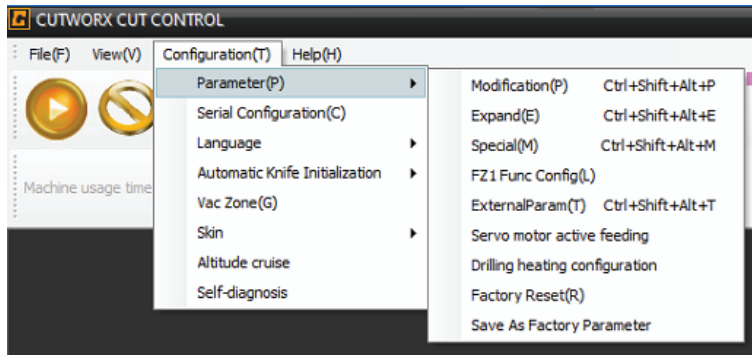 CUTWORX CUT CONTROL
File(F) View(V) Configuration(T) Help(H)
Parameter(P)
Serial Configuration(C)
Language
Automatic Knife Initialization
Vac Zone(G)
Skin
Altitude cruise
Self-diagnosis
Modification(P) Ctrl+Shift+Alt+P
Expand(E) Ctrl+Shift+Alt+E
Special(M) Ctrl+Shift+Alt+M
FZ1 Func Config(L)
ExternalParam(T) Ctrl+Shift+Alt+T
Servo motor active feeding
Drilling heating configuration
Factory Reset(R)
Save As Factory Parameter
Machine usage time